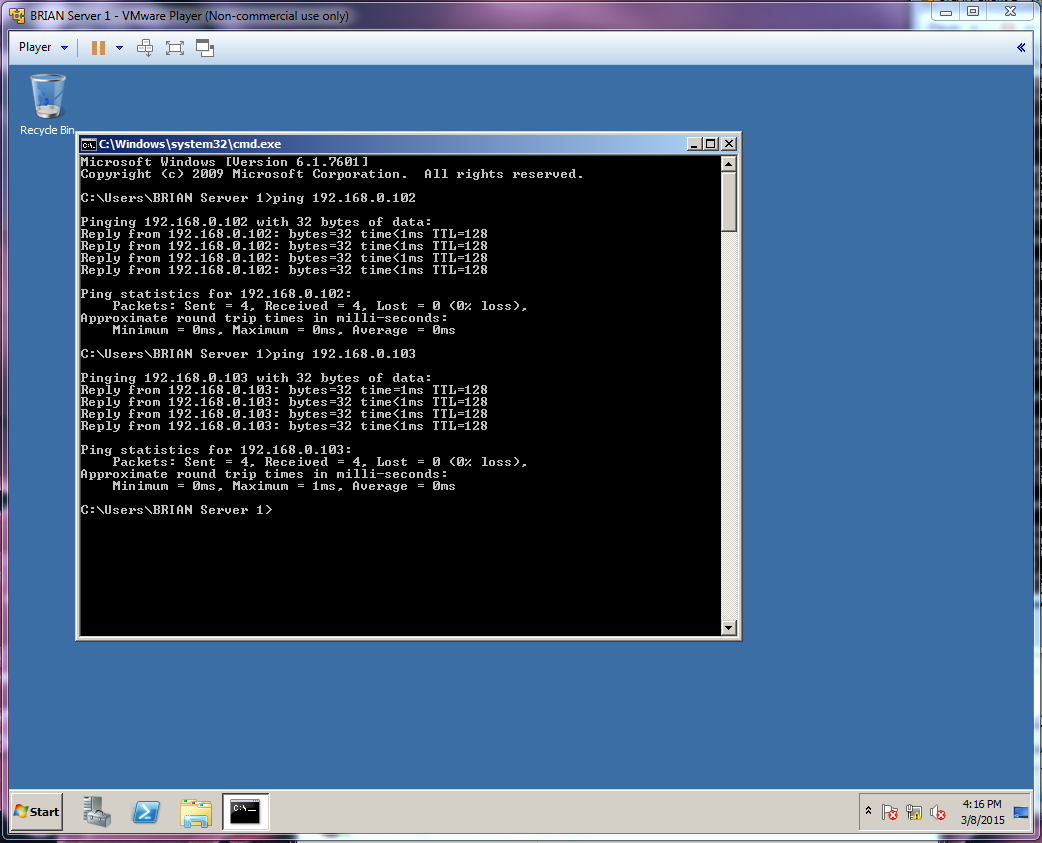 BRIAN Server 1 - VMware Player (Non-commercial use only)
Player
Recycle Bin
C:\Windows\system32\cmd.exe
Microsoft Windows [Version 6.1.7601]
Copyright (c) 2009 Microsoft Corporation.  All rights reserved.
C:\Users\BRIAN Server 1>ping 192.168.0.102
Pinging 192.168.0.102 with 32 bytes of data:
Reply from 192.168.0.102: bytes=32 time<1ms TTL=128
Reply from 192.168.0.102: bytes=32 time<1ms TTL=128
Reply from 192.168.0.102: bytes=32 time<1ms TTL=128
Reply from 192.168.0.102: bytes=32 time<1ms TTL=128
Ping statistics for 192.168.0.102:
    Packets: Sent = 4, Received = 4, Lost = 0 (0% loss),
Approximate round trip times in milli-seconds:
    Minimum = 0ms, Maximum = 0ms, Average = 0ms
C:\Users\BRIAN Server 1>ping 192.168.0.103
Pinging 192.168.0.103 with 32 bytes of data:
Reply from 192.168.0.103: bytes=32 time=1ms TTL=128
Reply from 192.168.0.103: bytes=32 time<1ms TTL=128
Reply from 192.168.0.103: bytes=32 time<1ms TTL=128
Reply from 192.168.0.103: bytes=32 time<1ms TTL=128
Ping statistics for 192.168.0.103:
    Packets: Sent = 4, Received = 4, Lost = 0 (0% loss),
Approximate round trip times in milli-seconds:
    Minimum = 0ms, Maximum = 1ms, Average = 0ms
C:\Users\BRIAN Server 1>
Start
4:16 PM
3/8/2015